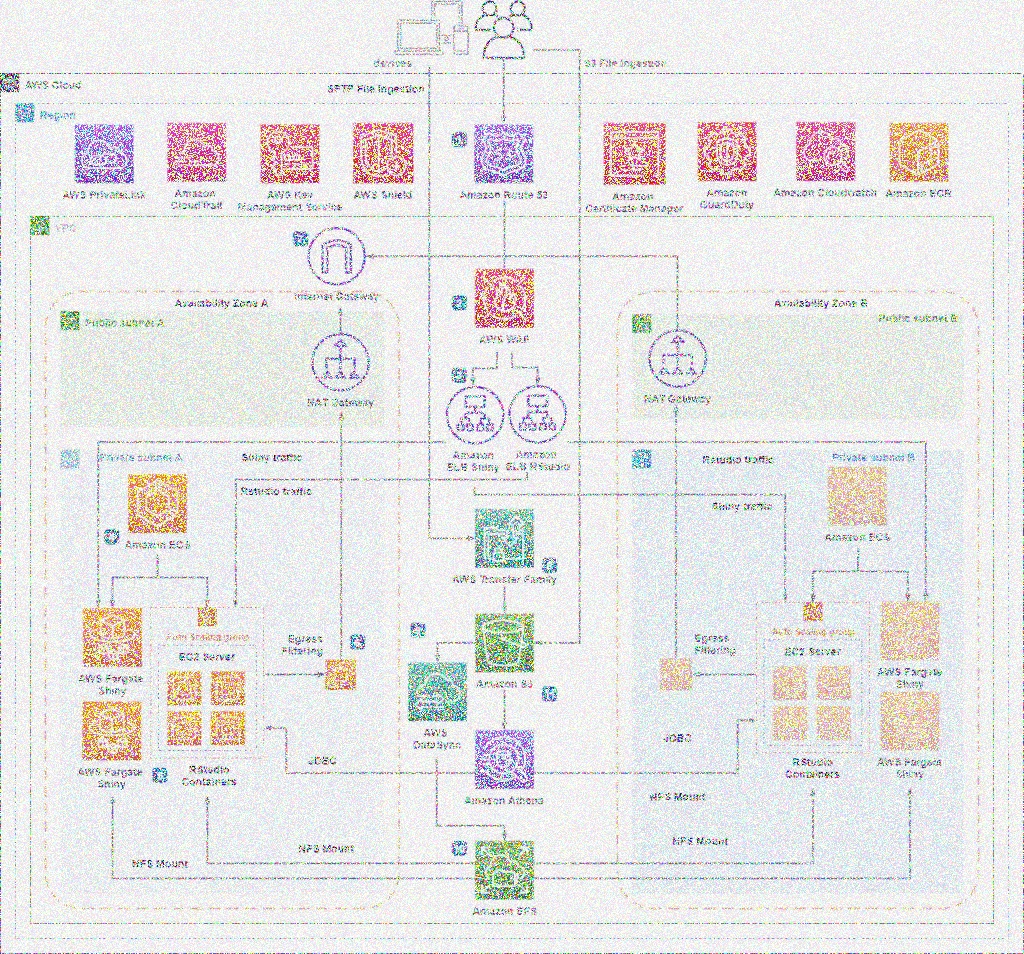 devices
S3 File Ingestion
AWS Cloud
SFTP File Ingestion
Region
AWS PrivateLink
Amazon
CloudTrail
AWS Key
Management Service
AWS Shield
Amazon Route 53
Amazon
Certificate Manager
Amazon
GuardDuty
Amazon Cloudwatch
Amazon ECR
VPC
Internet Gateway
Availability Zone A
Availability Zone B
Public subnet A
Public subnet B
AWS WAF
NAT Gateway
NAT Gateway
Amazon
ELB Shiny
Amazon
ELB RStudio
Private subnet A
Shiny traffic
Rstudio traffic
Private subnet B
Rstudio traffic
Shiny traffic
Amazon ECS
Amazon ECS
AWS Transfer Family
Auto Scaling group
EC2 Server
Egress
Filtering
Egress
Filtering
Auto Scaling group
EC2 Server
AWS Fargate
Shiny
Amazon S3
AWS Fargate
Shiny
AWS
DataSync
JDBC
JDBC
AWS Fargate
Shiny
RStudio
Containers
RStudio
Containers
AWS Fargate
Shiny
Amazon Athena
NFS Mount
NFS Mount
NFS Mount
NFS Mount
Amazon EFS